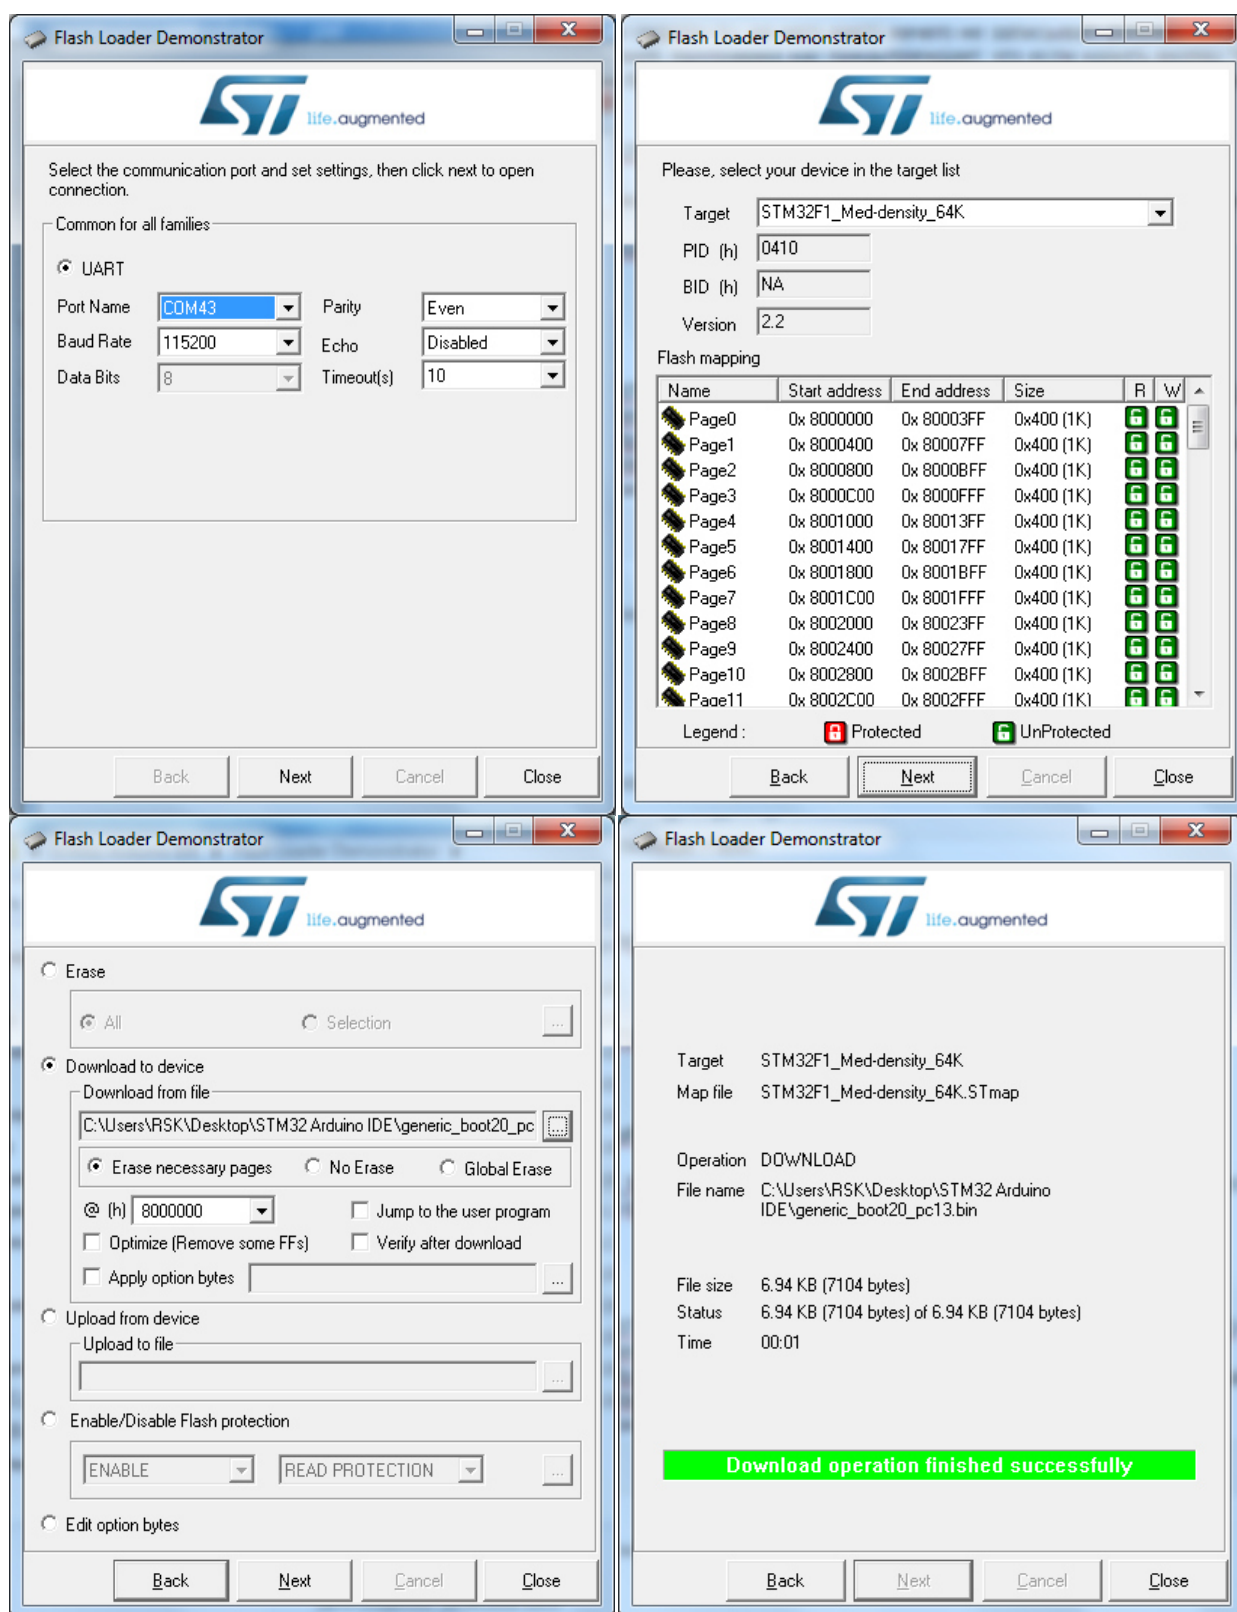 Flash Loader Demonstrator
ST life.augmented
Select the communication port and set settings, then click next to open
connection.
Common for all families
UART
Port Name COM43 Parity Even
Baud Rate 115200 Echo Disabled
Data Bits 8 Timeout(s) 10
Back Next Cancel Close
Flash Loader Demonstrator
ST life.augmented
Please, select your device in the target list
Target STM32F1_Med-density_64K
PID (h) 0410
BID (h) NA
Version 2.2
Flash mapping
Name Start address End address Size R W
Page0 0x 8000000 0x 80003FF 0x400 (1K)
Page1 0x 8000400 0x 80007FF 0x400 (1K)
Page2 0x 8000800 0x 8000BFF 0x400 (1K)
Page3 0x 8000C00 0x 8000FFF 0x400 (1K)
Page4 0x 8001000 0x 80013FF 0x400 (1K)
Page5 0x 8001400 0x 80017FF 0x400 (1K)
Page6 0x 8001800 0x 8001BFF 0x400 (1K)
Page7 0x 8001C00 0x 8001FFF 0x400 (1K)
Page8 0x 8002000 0x 80023FF 0x400 (1K)
Page9 0x 8002400 0x 80027FF 0x400 (1K)
Page10 0x 8002800 0x 8002BFF 0x400 (1K)
Page11 0x 8002C00 0x 8002FFF 0x400 (1K)
Legend : Protected UnProtected
Back Next Cancel Close
Flash Loader Demonstrator
ST life.augmented
Erase
All Selection ...
Download to device
Download from file
C:\Users\RSK\Desktop\STM32 Arduino IDE\generic_boot20_pc ...
Erase necessary pages No Erase Global Erase
@ (h) 8000000 Jump to the user program
Optimize (Remove some FFs) Verify after download
Apply option bytes ...
Upload from device
Upload to file
...
Enable/Disable Flash protection
ENABLE READ PROTECTION ...
Edit option bytes
Back Next Cancel Close
Flash Loader Demonstrator
ST life.augmented
Target STM32F1_Med-density_64K
Map file STM32F1_Med-density_64K.STmap
Operation DOWNLOAD
File name C:\Users\RSK\Desktop\STM32 Arduino
IDE\generic_boot20_pc13.bin
File size 6.94 KB (7104 bytes)
Status 6.94 KB (7104 bytes) of 6.94 KB (7104 bytes)
Time 00:01
Download operation finished successfully
Back Next Cancel Close